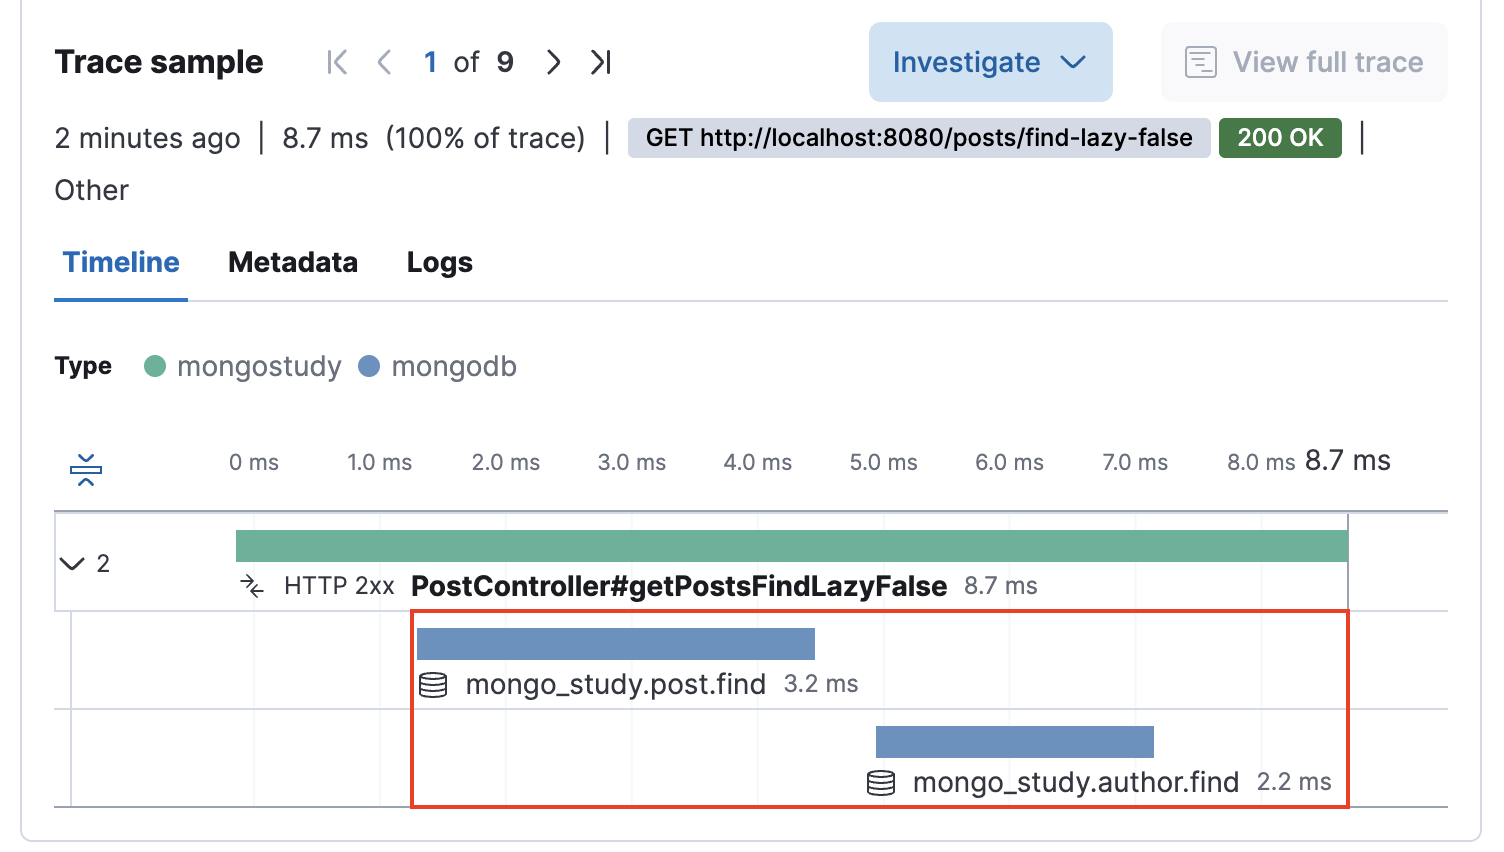 Trace sample 1 of 9 Investigate View full trace
2 minutes ago | 8.7 ms (100% of trace) | GET http://localhost:8080/posts/find-lazy-false 200 OK |
Other
Timeline Metadata Logs
Type mongostudy mongodb
0 ms 1.0 ms 2.0 ms 3.0 ms 4.0 ms 5.0 ms 6.0 ms 7.0 ms 8.0 ms 8.7 ms
2
HTTP 2xx PostController#getPostsFindLazyFalse 8.7 ms
mongo_study.post.find 3.2 ms
mongo_study.author.find 2.2 ms